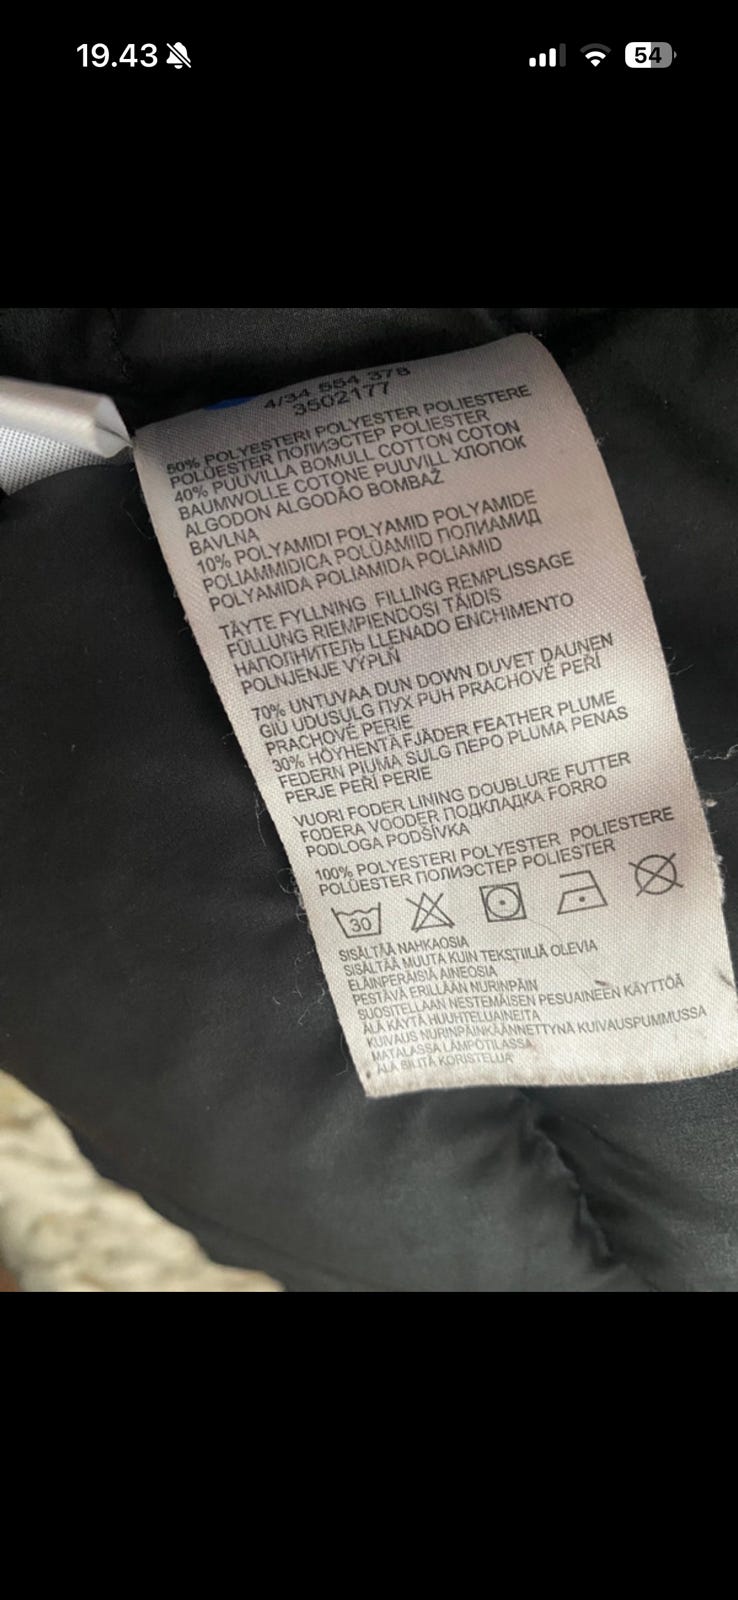 19.43
54
4/34 554 378
3502177
50% POLYESTERI POLYESTER POLIESTERE
POLÜESTER ПОЛИЭСТЕР POLIESTER
40% PUUVILLA BOMULL COTTON COTON
BAUMWOLLE COTONE PUUVILL ХЛОПОК
ALGODON ALGODÃO BOMBAŽ
BAVLNA
10% POLYAMIDI POLYAMID POLYAMIDE
POLIAMMIDICA POLÜAMIID ПОЛИАМИД
POLYAMIDA POLIAMIDA POLIAMID
TÄYTE FYLLNING FILLING REMPLISSAGE
FÜLLUNG RIEMPIENDOSI TÄIDIS
НАПОЛНИТЕЛЬ LLENADO ENCHIMENTO
POLNJENJE VÝPLŇ
70% UNTUVAA DUN DOWN DUVET DAUNEN
GIÙ UDUSULG ПУХ PUH PRACHOVÉ PEŘÍ
PRACHOVÉ PERIE
30% HÖYHENTÄ FJÄDER FEATHER PLUME
FEDERN PIUMA SULG ПЕРО PLUMA PENAS
PERJE PEŘÍ PERIE
VUORI FODER LINING DOUBLURE FUTTER
FODERA VOODER ПОДКЛАДКА FORRO
PODLOGA PODŠÍVKA
100% POLYESTERI POLYESTER POLIESTERE
POLÜESTER ПОЛИЭСТЕР POLIESTER
30
SISÄLTÄÄ NAHKAOSIA
SISÄLTÄÄ MUUTA KUIN TEKSTIILIÄ OLEVIA
ELÄINPERÄISIÄ AINEOSIA
PESTÄVÄ ERILLÄÄN NURINPÄIN
SUOSITELLAAN NESTEMÄISEN PESUAINEEN KÄYTTÖÄ
ÄLÄ KÄYTÄ HUUHTELUAINEITA
KUIVAUS NURINPÄINKÄÄNNETTYNÄ KUIVAUSPUMMUSSA
MATALASSA LÄMPÖTILASSA
ÄLÄ SILITÄ KORISTELUA